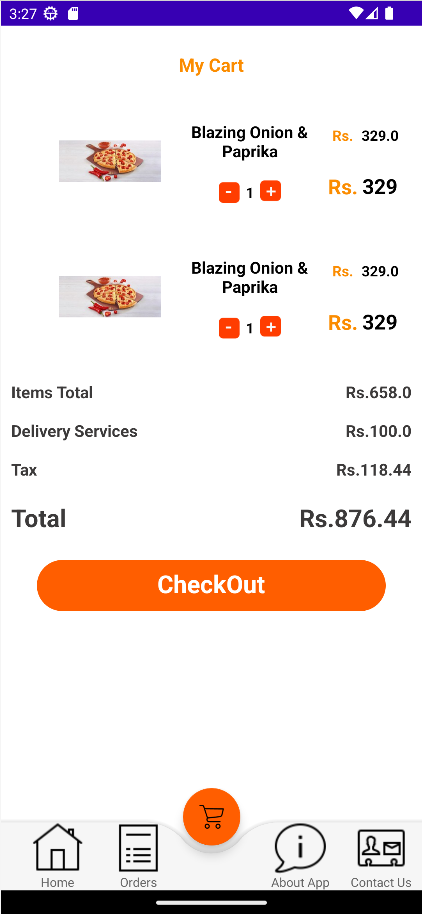 3:27
My Cart
Blazing Onion & Rs. 329.0
Paprika
- 1 + Rs. 329
Blazing Onion & Rs. 329.0
Paprika
- 1 + Rs. 329
Items Total Rs.658.0
Delivery Services Rs.100.0
Tax Rs.118.44
Total Rs.876.44
CheckOut
Home Orders About App Contact Us